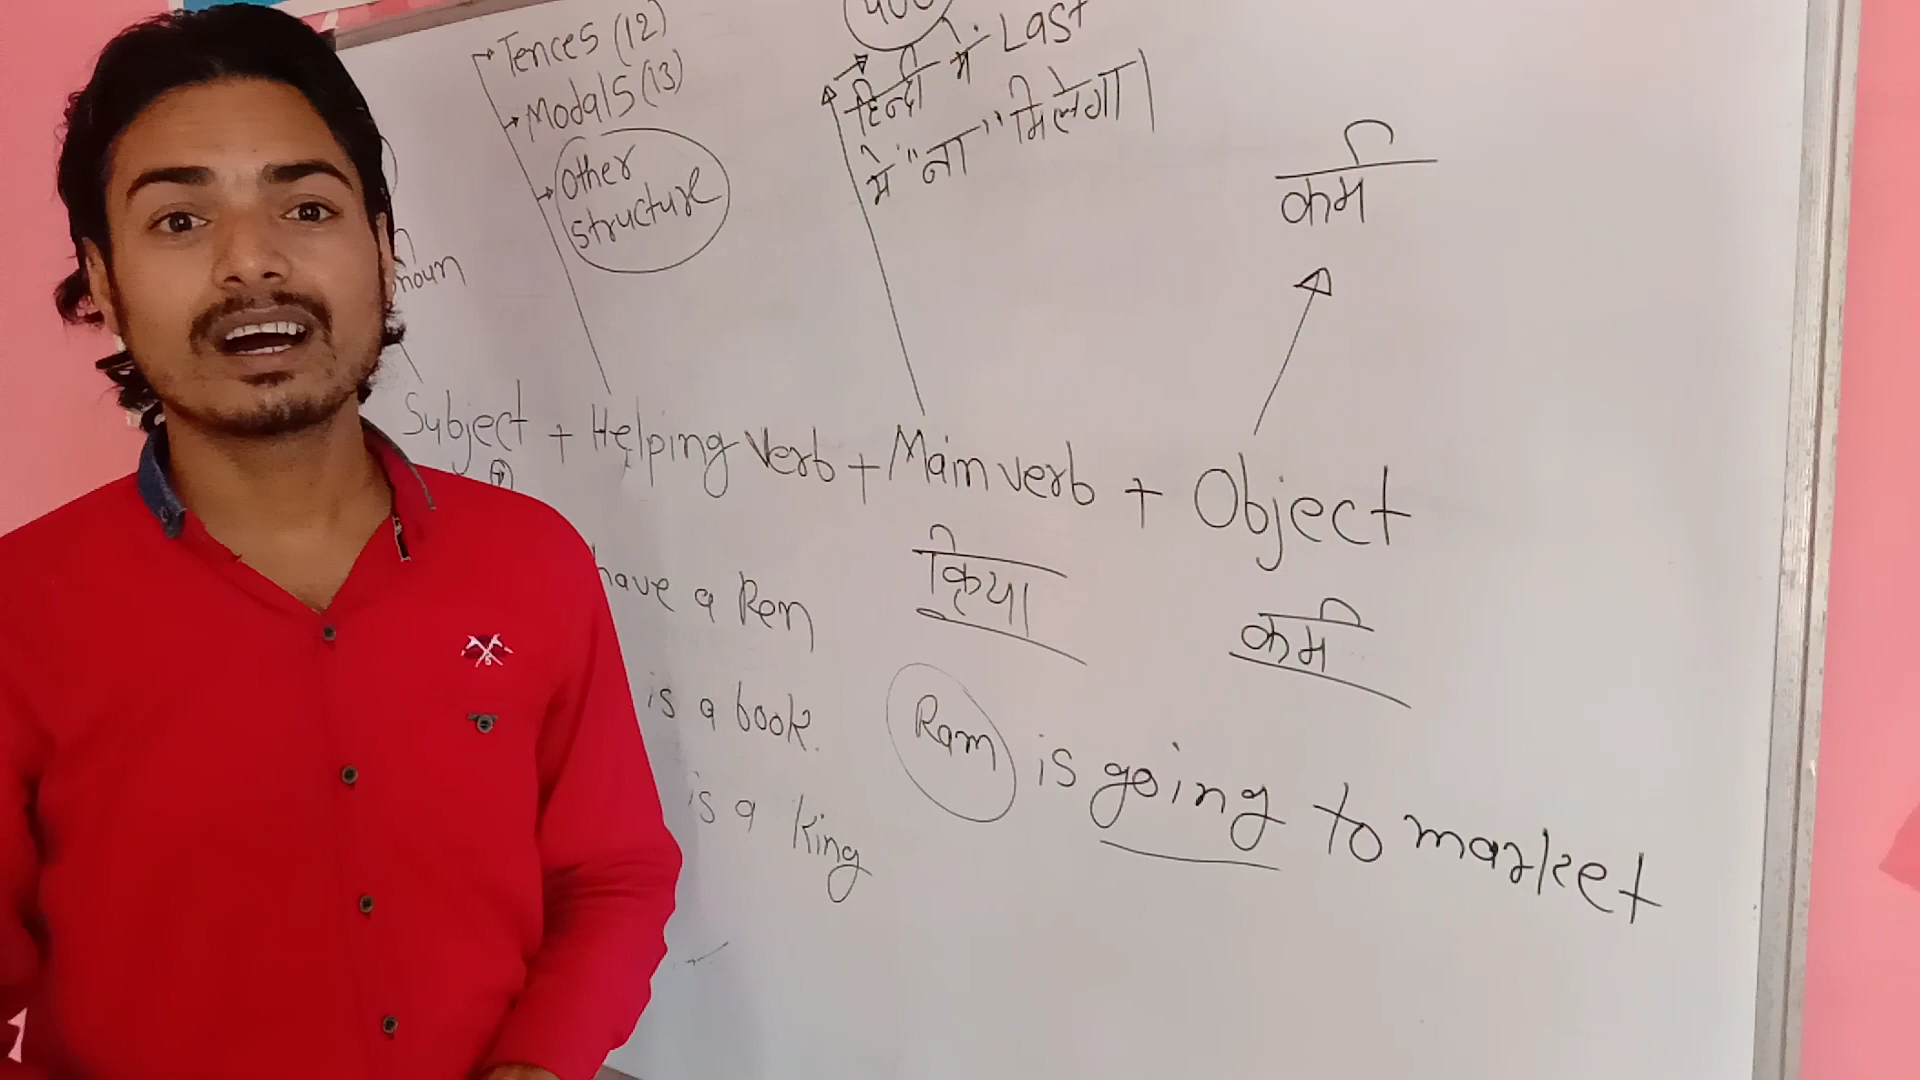 Tences (12)
Modals (13)
Other
structure
noun
हिन्दी में Last
में "ना" मिलेगा।
कर्म
Subject + Helping Verb + Main verb + Object
क्रिया
कर्म
have a Pen
is a book.
is a King
Ram is going to market